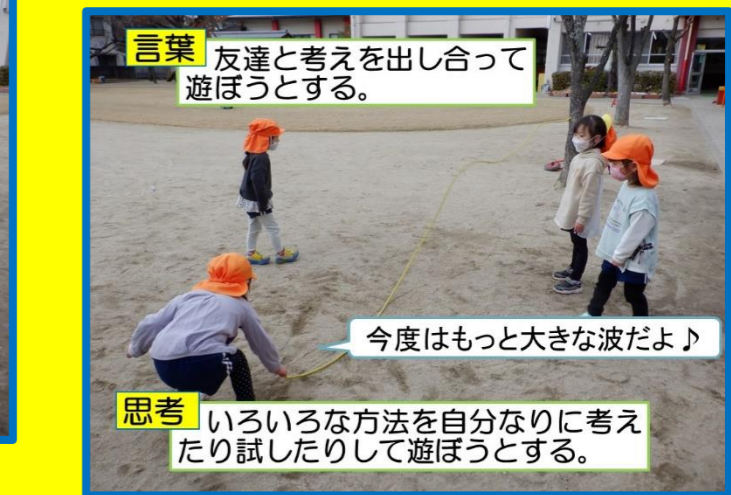 言葉 友達と考えを出し合って
遊ぼうとする。
今度はもっと大きな波だよ♪
思考 いろいろな方法を自分なりに考え
たり試したりして遊ぼうとする。